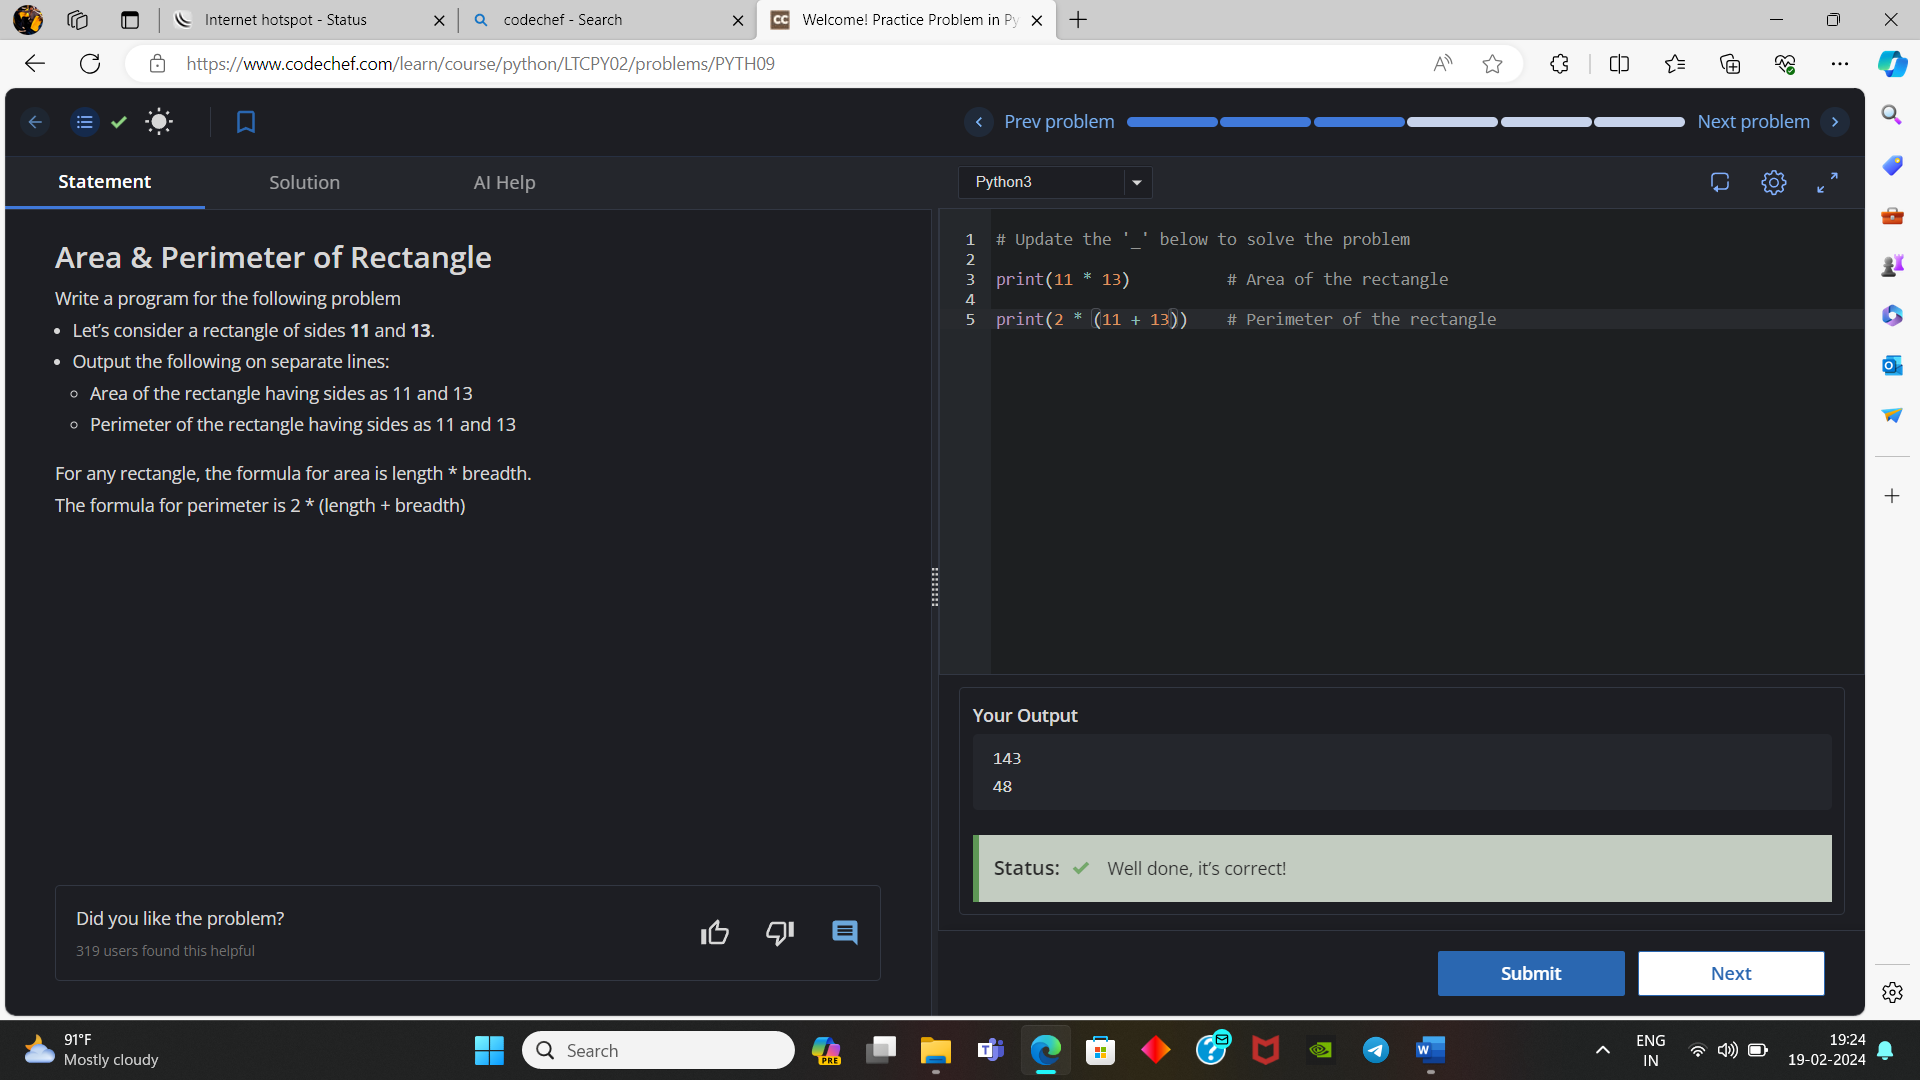 Internet hotspot - Status
codechef - Search
CC
Welcome! Practice Problem in Py
https://www.codechef.com/learn/course/python/LTCPY02/problems/PYTH09
Prev problem
Next problem
Statement
Solution
AI Help
Python3
Area & Perimeter of Rectangle
Write a program for the following problem
• Let's consider a rectangle of sides 11 and 13.
• Output the following on separate lines:
◦ Area of the rectangle having sides as 11 and 13
◦ Perimeter of the rectangle having sides as 11 and 13
For any rectangle, the formula for area is length * breadth.
The formula for perimeter is 2 * (length + breadth)
1 # Update the '_' below to solve the problem
2
3 print(11 * 13) # Area of the rectangle
4
5 print(2 * (11 + 13)) # Perimeter of the rectangle
Your Output
143
48
Status: Well done, it's correct!
Did you like the problem?
319 users found this helpful
Submit
Next
91°F
Mostly cloudy
Search
PRE
ENG
IN
19:24
19-02-2024